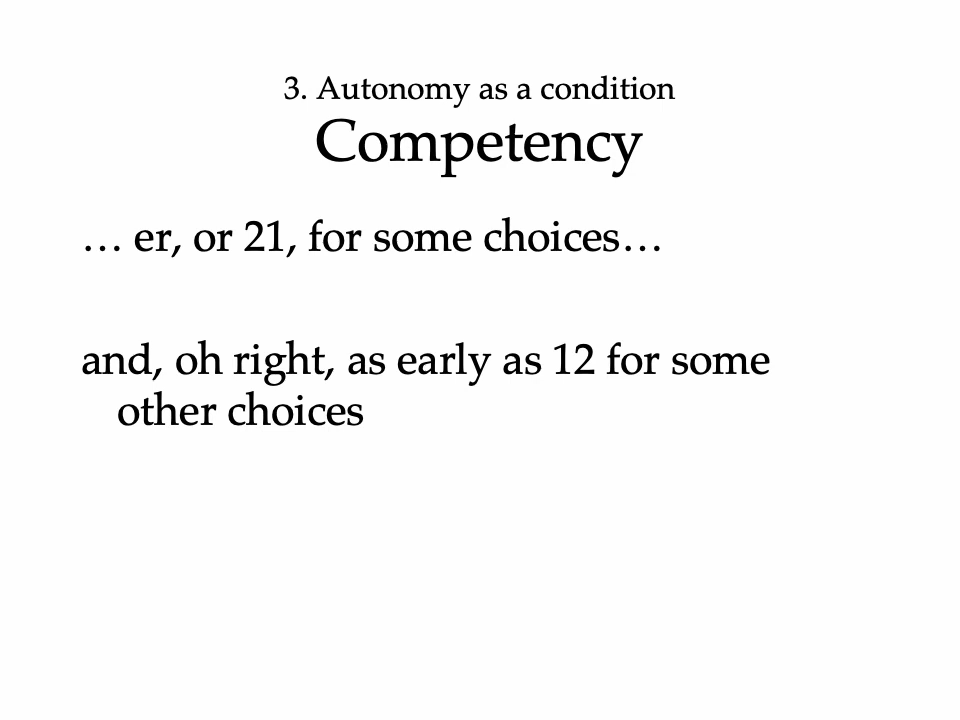 3. Autonomy as a condition
Competency
… er, or 21, for some choices…
and, oh right, as early as 12 for some
other choices